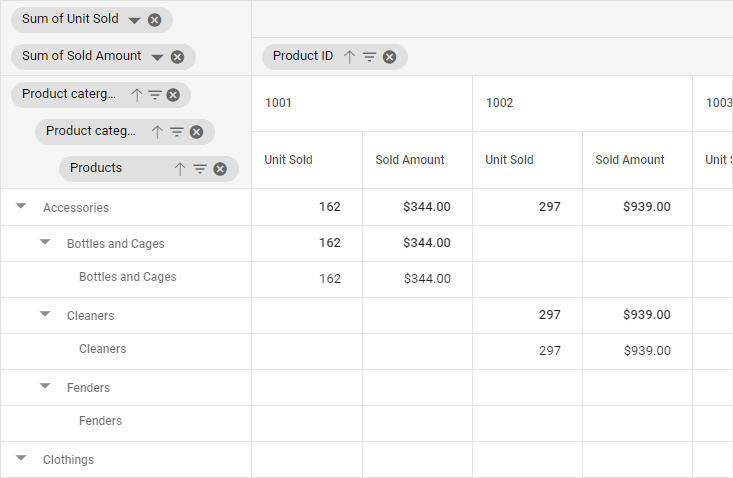 Sum of Unit Sold
Sum of Sold Amount
Product ID
Product caterg...
Product categ...
Products
1001 1002 1003
Unit Sold Sold Amount Unit Sold Sold Amount Unit
Accessories 162 $344.00 297 $939.00
Bottles and Cages 162 $344.00
Bottles and Cages 162 $344.00
Cleaners 297 $939.00
Cleaners 297 $939.00
Fenders
Fenders
Clothings